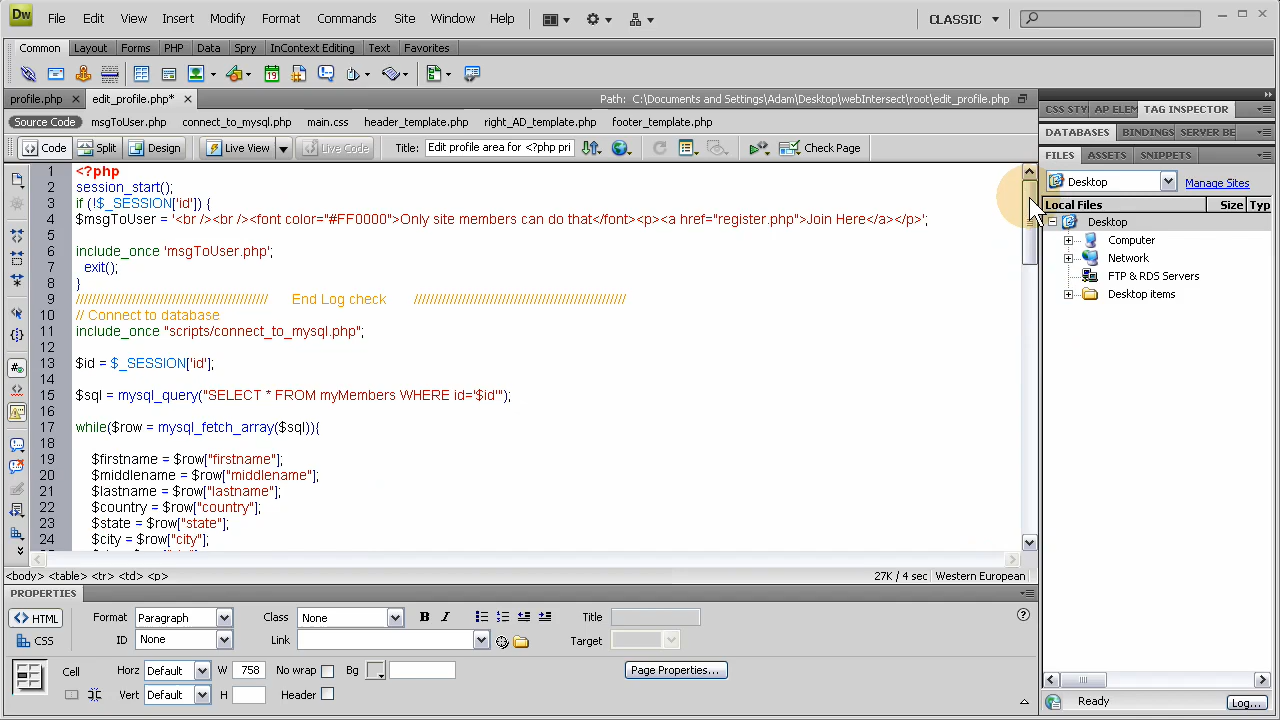 Dw File Edit View Insert Modify Format Commands Site Window Help CLASSIC
Common Layout Forms PHP Data Spry InContext Editing Text Favorites
profile.php edit_profile.php* Path: C:\Documents and Settings\Adam\Desktop\webIntersect\root\edit_profile.php
Source Code msgToUser.php connect_to_mysql.php main.css header_template.php right_AD_template.php footer_template.php
Code Split Design Live View Live Code Title: Edit profile area for <?php pri Check Page
1 <?php
2 session_start();
3 if (!$_SESSION['id']) {
4 $msgToUser = '<br /><br /><font color="#FF0000">Only site members can do that</font><p><a href="register.php">Join Here</a></p>';
5
6 include_once 'msgToUser.php';
7 exit();
8 }
9 //////////////////////////////////////////////// End Log check /////////////////////////////////////////////////////
10 // Connect to database
11 include_once "scripts/connect_to_mysql.php";
12
13 $id = $_SESSION['id'];
14
15 $sql = mysql_query("SELECT * FROM myMembers WHERE id='$id'");
16
17 while($row = mysql_fetch_array($sql)){
18
19 $firstname = $row["firstname"];
20 $middlename = $row["middlename"];
21 $lastname = $row["lastname"];
22 $country = $row["country"];
23 $state = $row["state"];
24 $city = $row["city"];
<body> <table> <tr> <td> <p> 27K / 4 sec Western European
PROPERTIES
HTML Format Paragraph Class None B I Title
CSS ID None Link Target
Cell Horz Default W 758 No wrap Bg Page Properties...
Vert Default H Header
CSS STY AP ELEM TAG INSPECTOR
DATABASES BINDINGS SERVER BE
FILES ASSETS SNIPPETS
Desktop Manage Sites
Local Files Size Typ
Desktop
Computer
Network
FTP & RDS Servers
Desktop items
Ready Log...